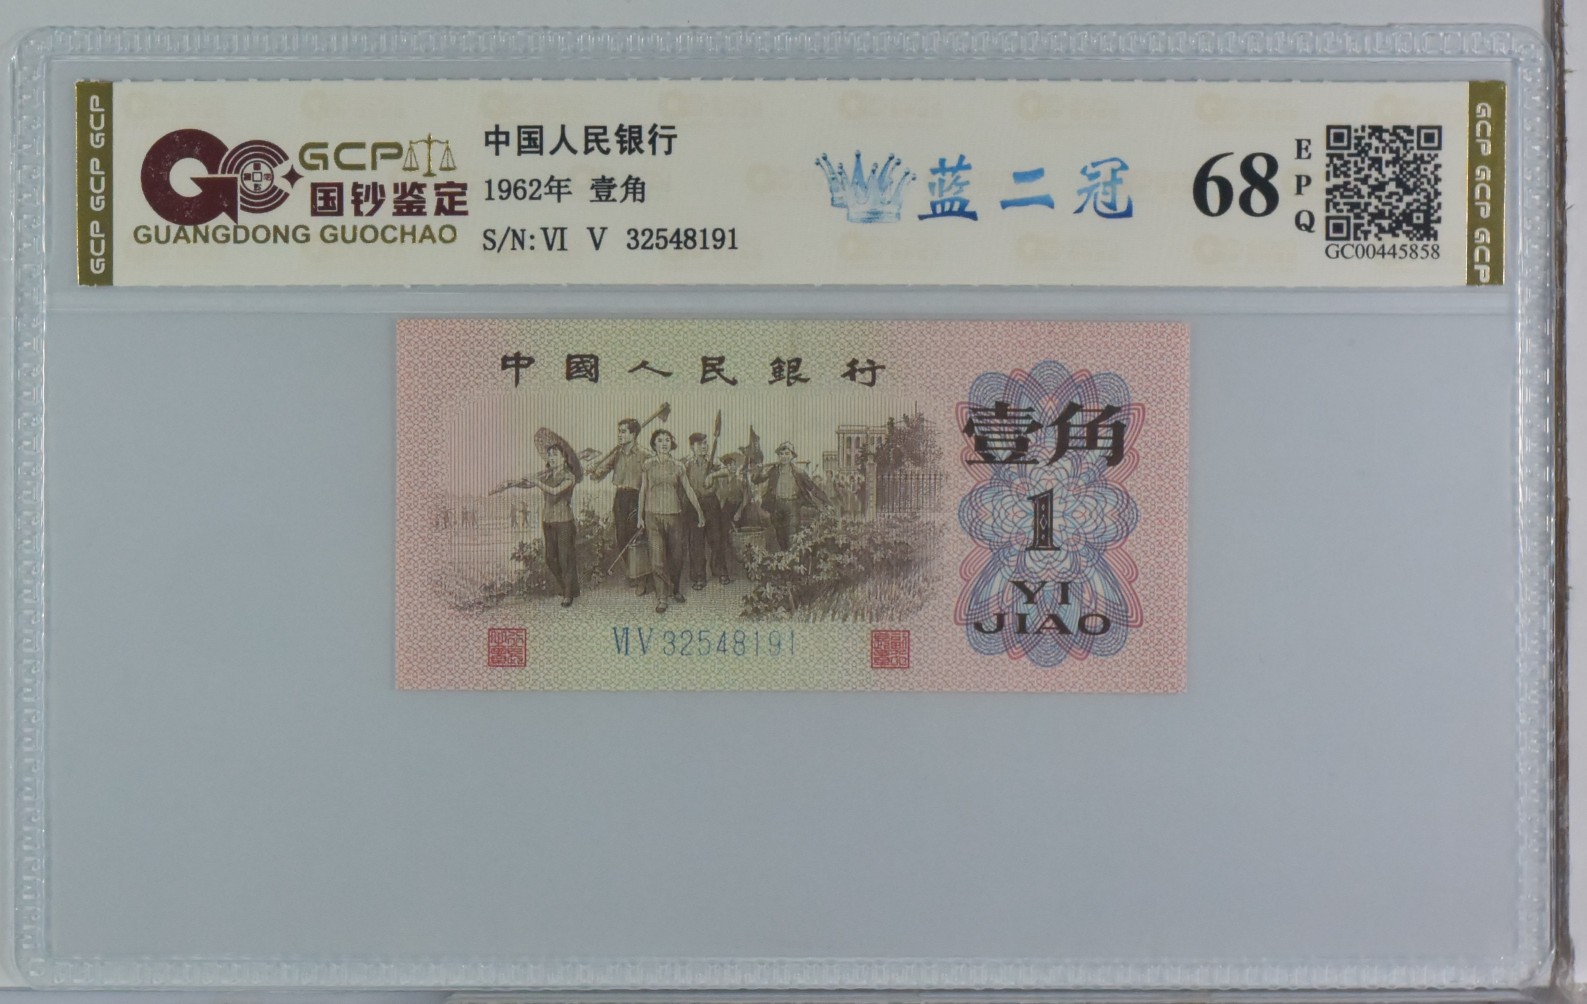 GCP GCP GCP
GCP
国钞鉴定
GUANGDONG GUOCHAO
中国人民银行
1962年 壹角
S/N: VI V 32548191
蓝二冠
68
EPQ
GC00445858
GCP GCP GCP
中國人民銀行
壹角
1
YI
JIAO
VI V 32548191